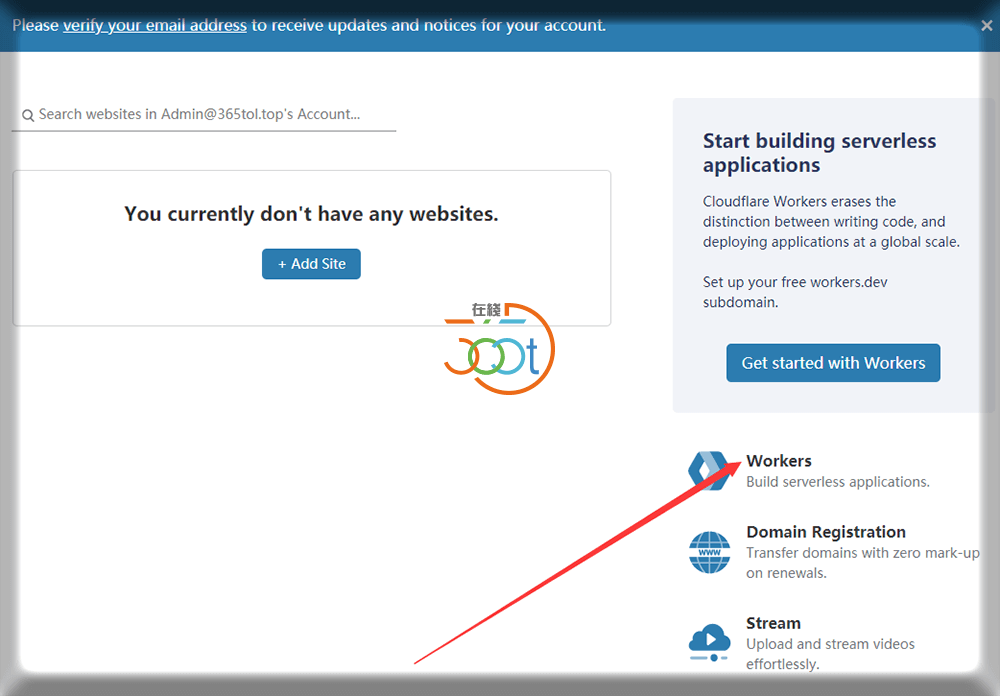 Please verify your email address to receive updates and notices for your account.
×
Search websites in Admin@365tol.top's Account...
You currently don't have any websites.
+ Add Site
Start building serverless
applications
Cloudflare Workers erases the
distinction between writing code, and
deploying applications at a global scale.
Set up your free workers.dev
subdomain.
Get started with Workers
在綫
Workers
Build serverless applications.
Domain Registration
Transfer domains with zero mark-up
on renewals.
www
Stream
Upload and stream videos
effortlessly.